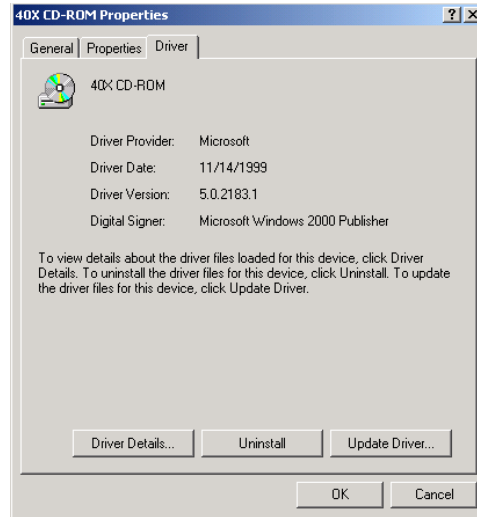 40X CD-ROM Properties
General Properties Driver
40X CD-ROM
Driver Provider: Microsoft
Driver Date: 11/14/1999
Driver Version: 5.0.2183.1
Digital Signer: Microsoft Windows 2000 Publisher
To view details about the driver files loaded for this device, click Driver
Details. To uninstall the driver files for this device, click Uninstall. To update
the driver files for this device, click Update Driver.
Driver Details... Uninstall Update Driver...
OK Cancel